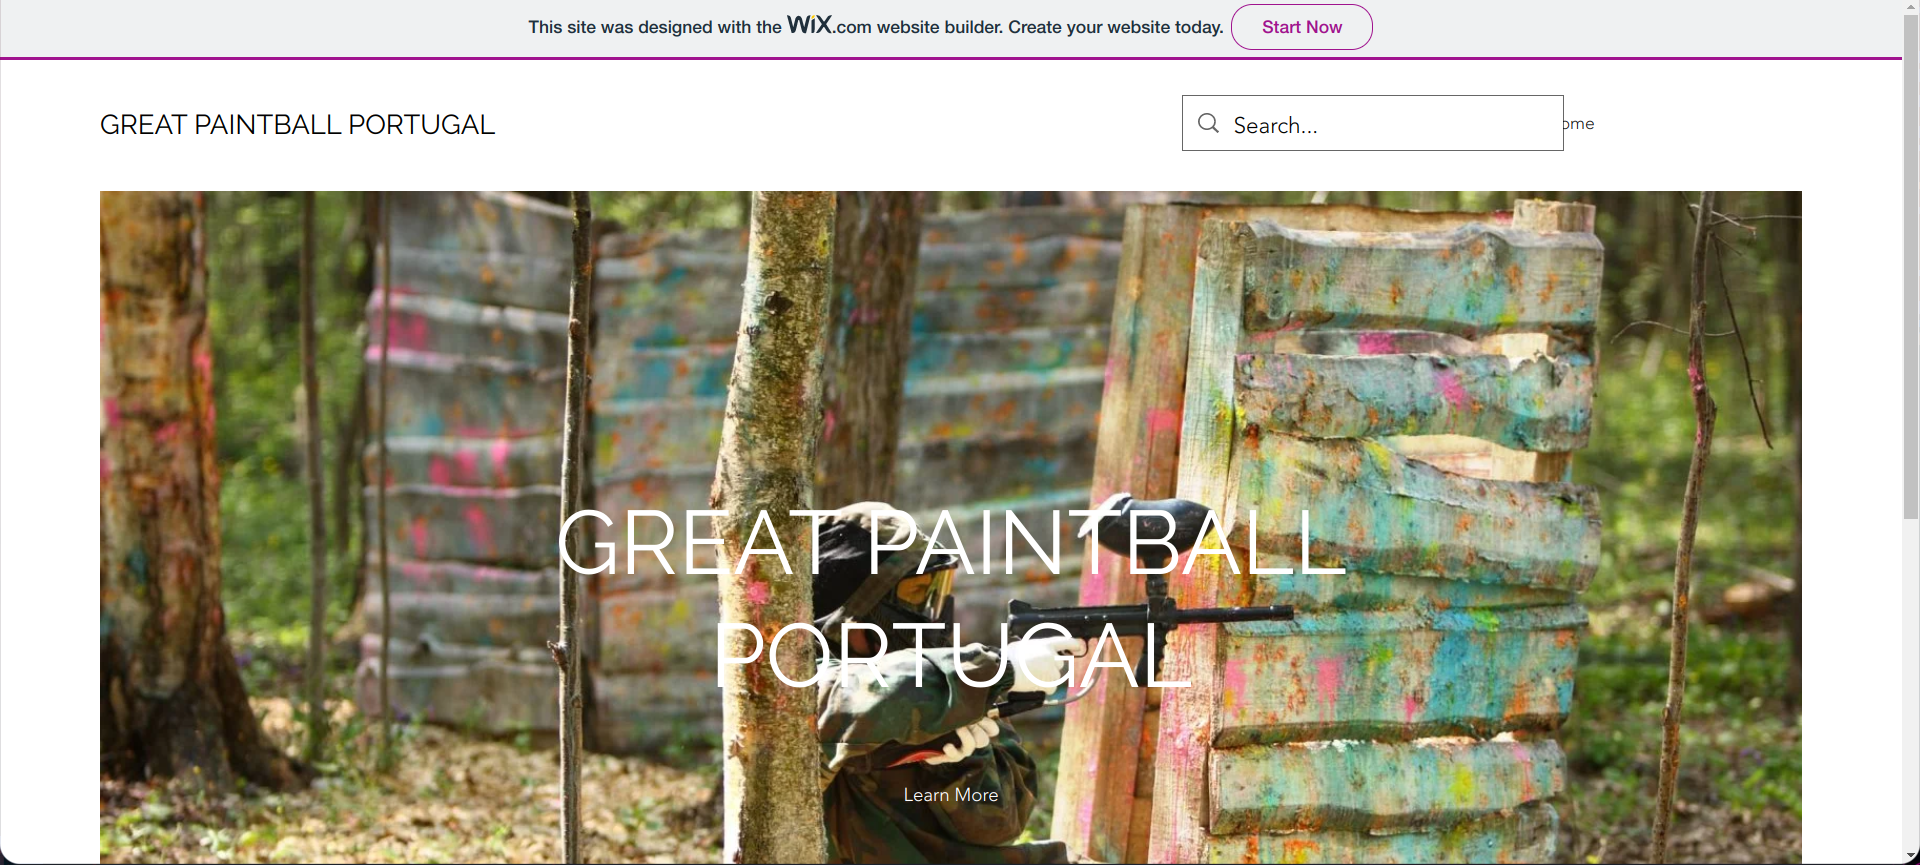 This site was designed with the WiX.com website builder. Create your website today. Start Now
GREAT PAINTBALL PORTUGAL
Search...
ome
GREAT PAINTBALL
PORTUGAL
Learn More